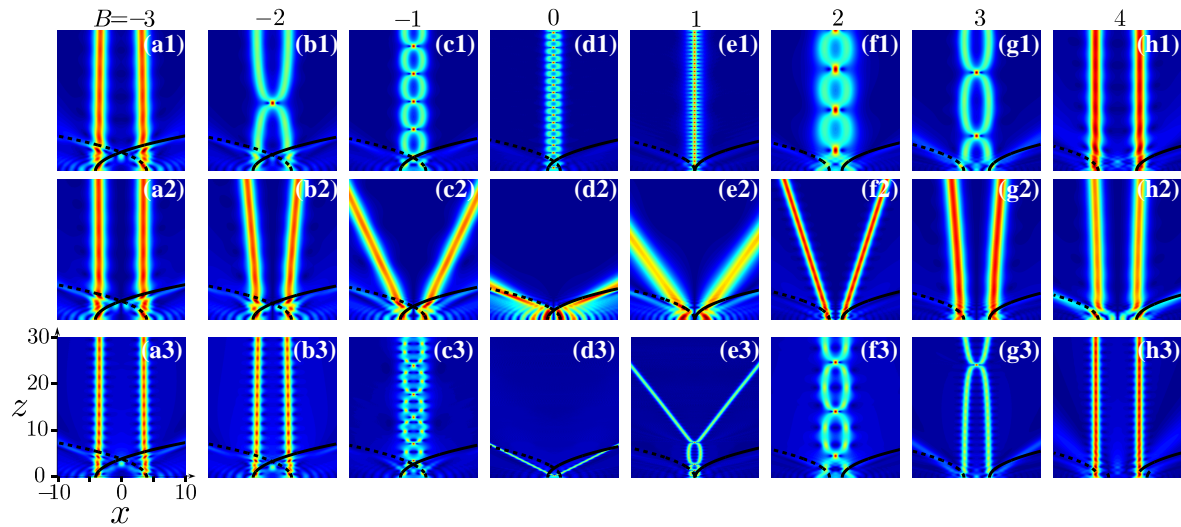 B=−3 −2 −1 0 1 2 3 4
(a1) (b1) (c1) (d1) (e1) (f1) (g1) (h1)
(a2) (b2) (c2) (d2) (e2) (f2) (g2) (h2)
(a3) (b3) (c3) (d3) (e3) (f3) (g3) (h3)
30
20
z
10
0
−10 0 10
x